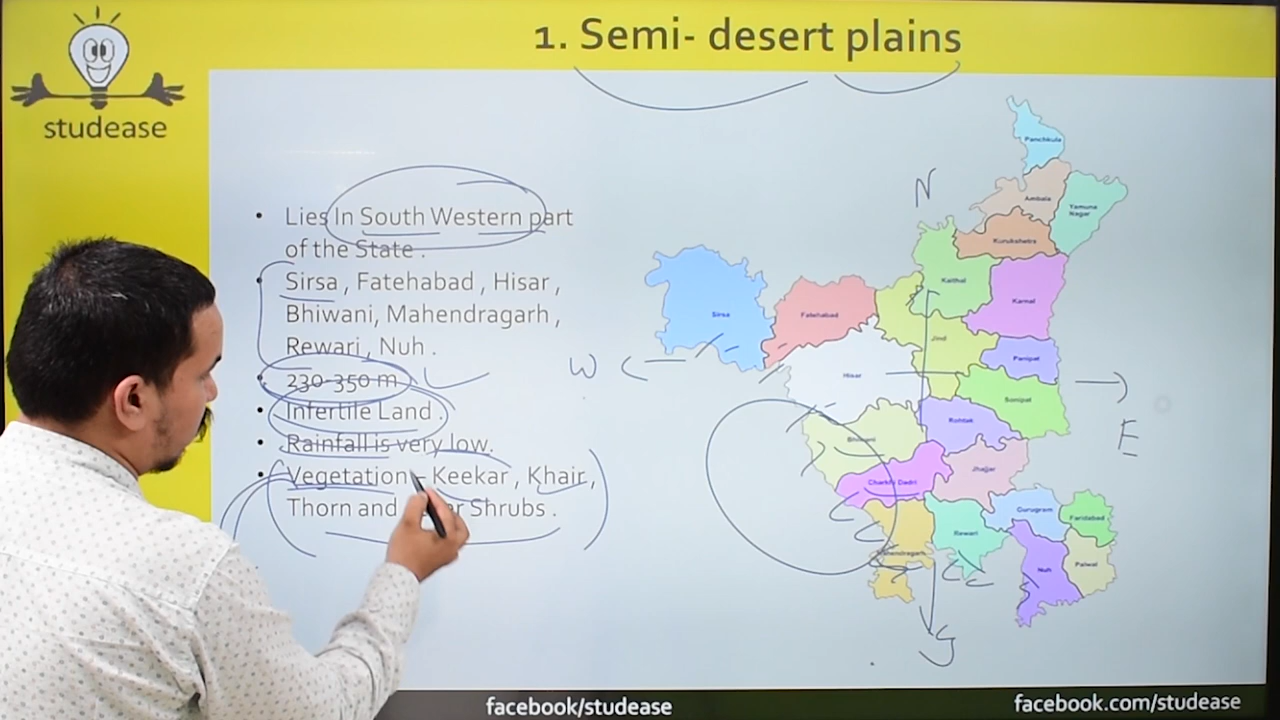 1. Semi- desert plains
studease
• Lies In South Western part
of the State .
• Sirsa , Fatehabad , Hisar ,
Bhiwani, Mahendragarh ,
Rewari , Nuh .
• 230-350 m
• Infertile Land .
• Rainfall is very low.
• Vegetation - Keekar , Khair ,
Thorn and Shrubs .
N
W
E
S
Panchkula
Ambala
Yamuna
Nagar
Kurukshetra
Kaithal
Karnal
Sirsa
Fatehabad
Jind
Panipat
Hisar
Sonipat
Rohtak
Bhiwani
Jhajjar
Charkhi Dadri
Gurugram
Faridabad
Rewari
Mahendragarh
Nuh
Palwal
facebook/studease
facebook.com/studease